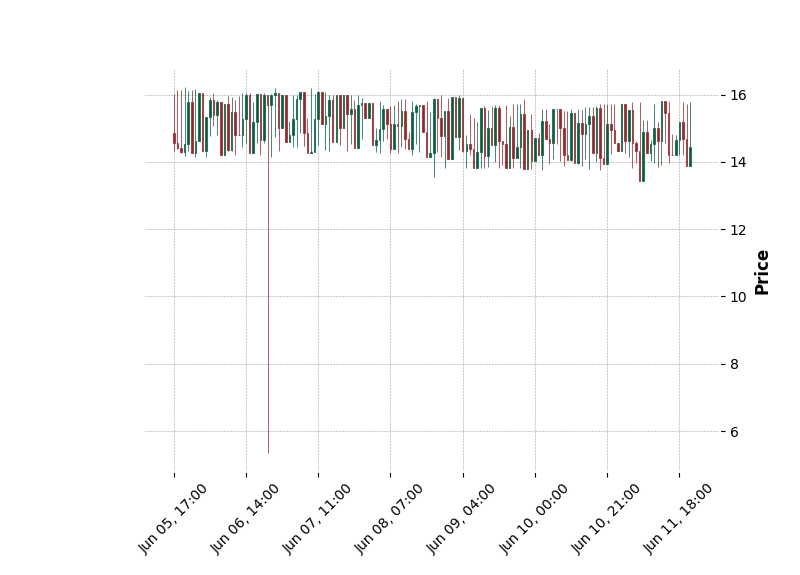 16
14
12
10
8
6
Price
Jun 05, 17:00
Jun 06, 14:00
Jun 07, 11:00
Jun 08, 07:00
Jun 09, 04:00
Jun 10, 00:00
Jun 10, 21:00
Jun 11, 18:00